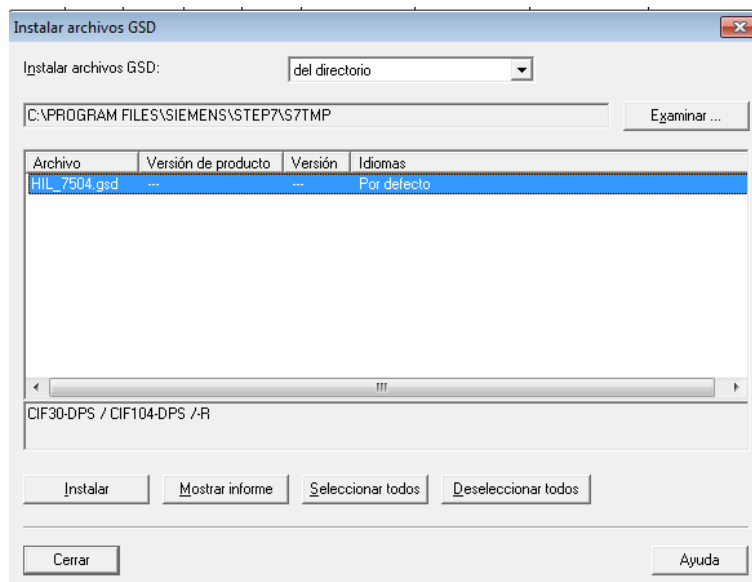 Instalar archivos GSD
Instalar archivos GSD: del directorio
C:\PROGRAM FILES\SIEMENS\STEP7\S7TMP Examinar ...
Archivo Versión de producto Versión Idiomas
HIL_7504.gsd --- --- Por defecto
CIF30-DPS / CIF104-DPS /-R
Instalar Mostrar informe Seleccionar todos Deseleccionar todos
Cerrar Ayuda